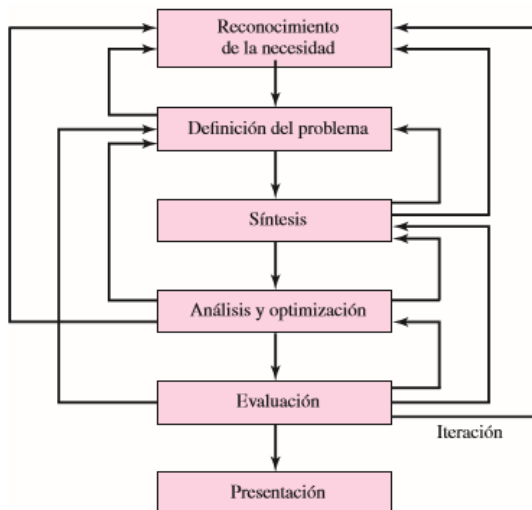 Reconocimiento
de la necesidad
Definición del problema
Síntesis
Análisis y optimización
Evaluación
Iteración
Presentación